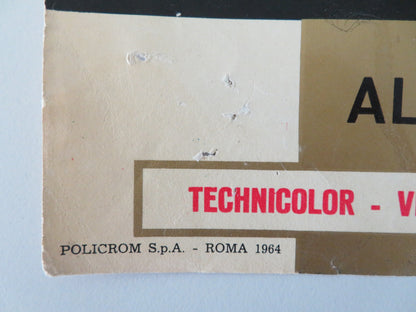 AL
TECHNICOLOR - V
POLICROM S.p.A. - ROMA 1964